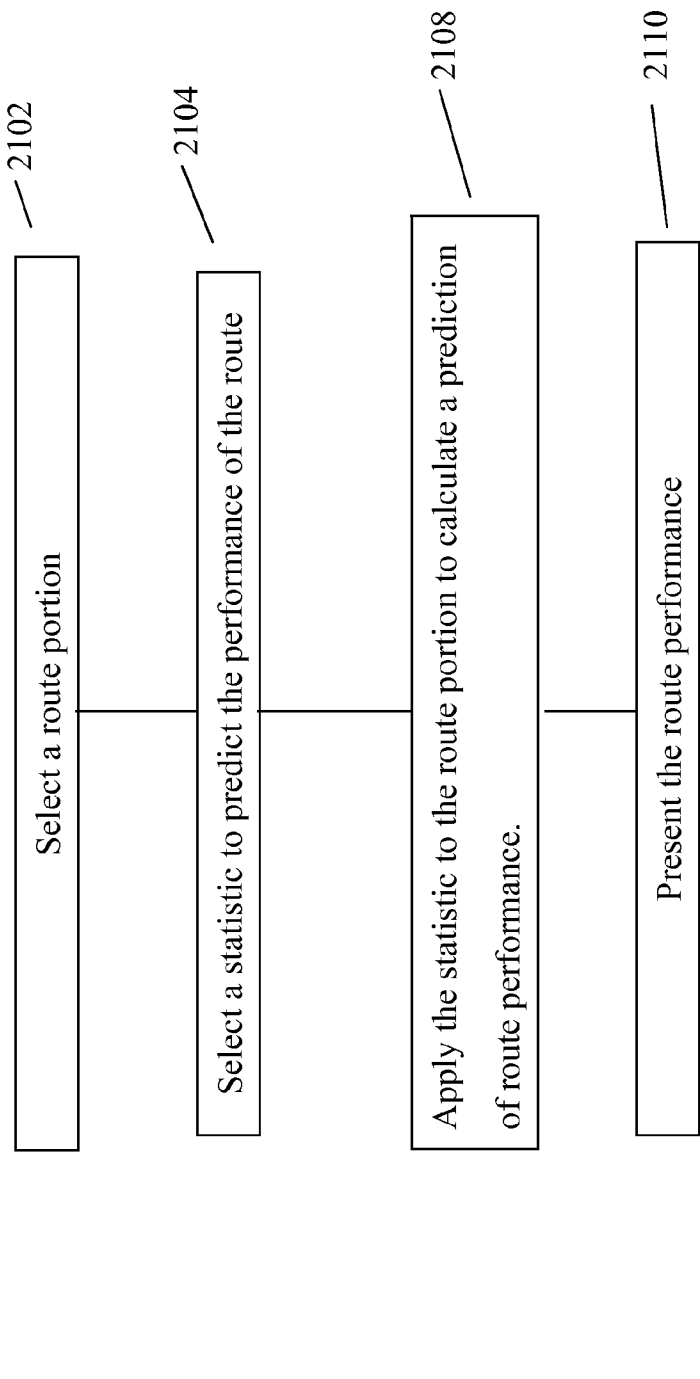 2102
Select a route portion
2104
Select a statistic to predict the performance of the route
2108
Apply the statistic to the route portion to calculate a prediction
of route performance.
2110
Present the route performance